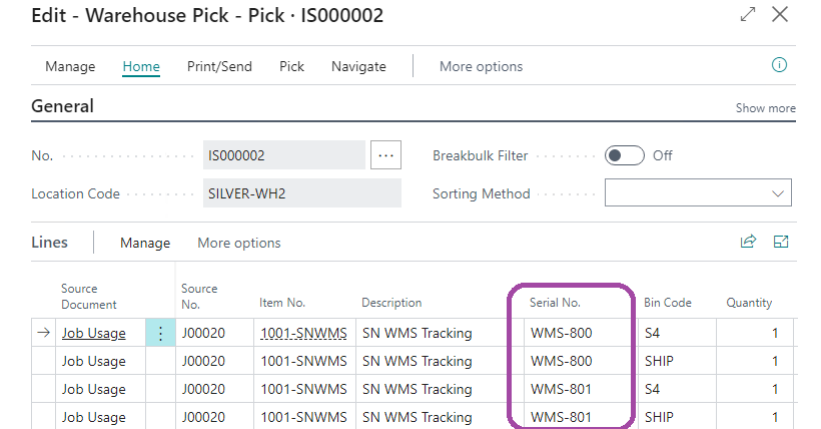 Edit - Warehouse Pick - Pick · IS000002
Manage Home Print/Send Pick Navigate More options
General Show more
No. IS000002 ... Breakbulk Filter Off
Location Code SILVER-WH2 Sorting Method
Lines Manage More options
Source Document Source No. Item No. Description Serial No. Bin Code Quantity
Job Usage J00020 1001-SNWMS SN WMS Tracking WMS-800 S4 1
Job Usage J00020 1001-SNWMS SN WMS Tracking WMS-800 SHIP 1
Job Usage J00020 1001-SNWMS SN WMS Tracking WMS-801 S4 1
Job Usage J00020 1001-SNWMS SN WMS Tracking WMS-801 SHIP 1